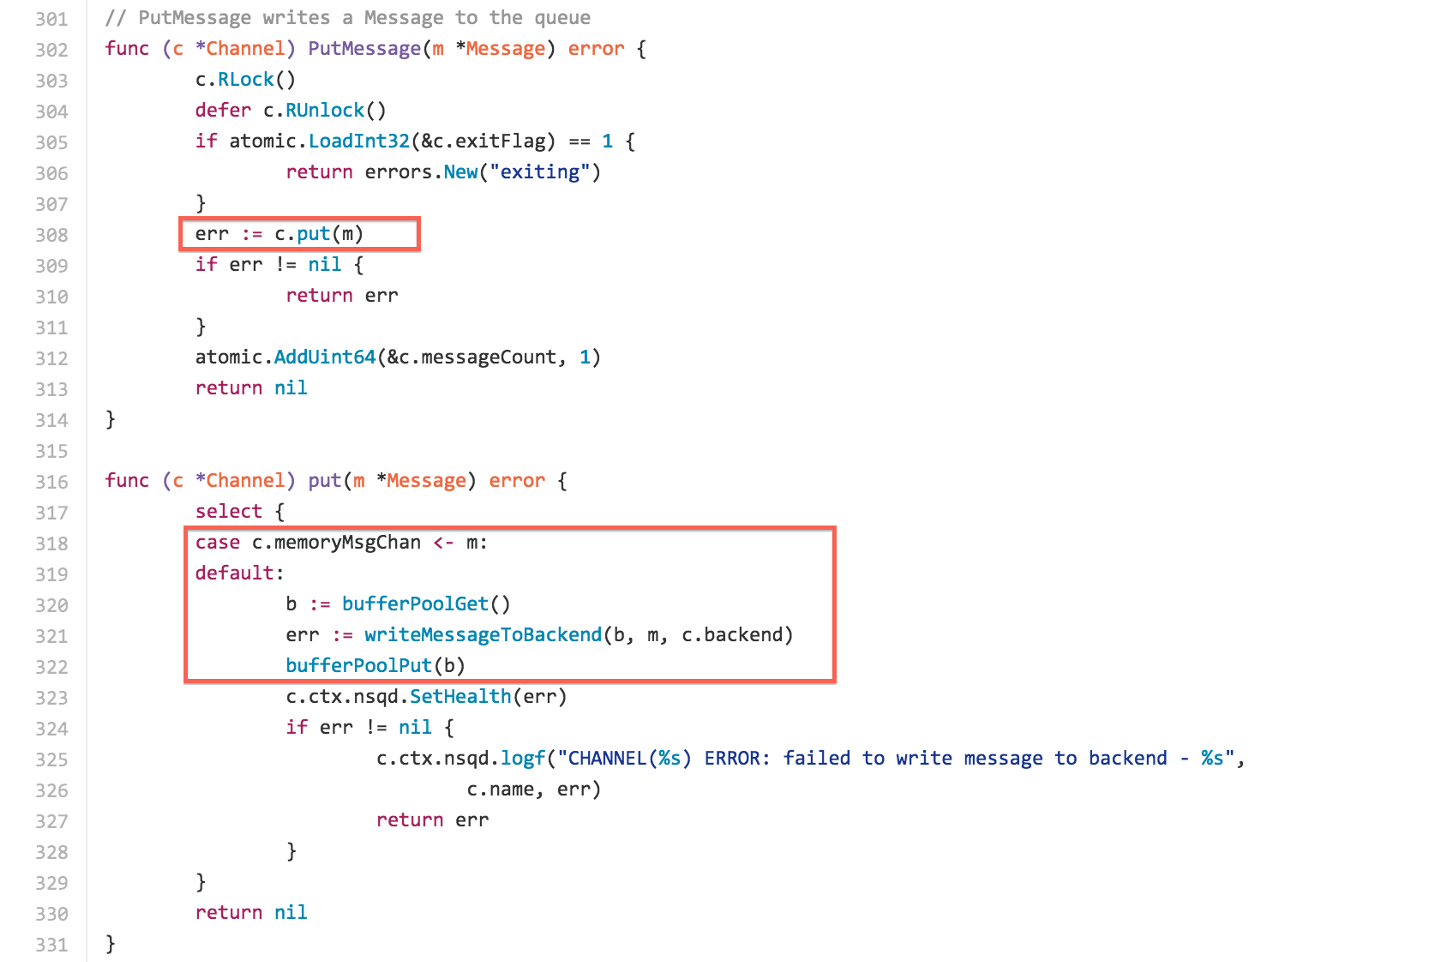 301 // PutMessage writes a Message to the queue
302 func (c *Channel) PutMessage(m *Message) error {
303         c.RLock()
304         defer c.RUnlock()
305         if atomic.LoadInt32(&c.exitFlag) == 1 {
306                 return errors.New("exiting")
307         }
308         err := c.put(m)
309         if err != nil {
310                 return err
311         }
312         atomic.AddUint64(&c.messageCount, 1)
313         return nil
314 }
315
316 func (c *Channel) put(m *Message) error {
317         select {
318         case c.memoryMsgChan <- m:
319         default:
320                 b := bufferPoolGet()
321                 err := writeMessageToBackend(b, m, c.backend)
322                 bufferPoolPut(b)
323                 c.ctx.nsqd.SetHealth(err)
324                 if err != nil {
325                         c.ctx.nsqd.logf("CHANNEL(%s) ERROR: failed to write message to backend - %s",
326                                 c.name, err)
327                         return err
328                 }
329         }
330         return nil
331 }